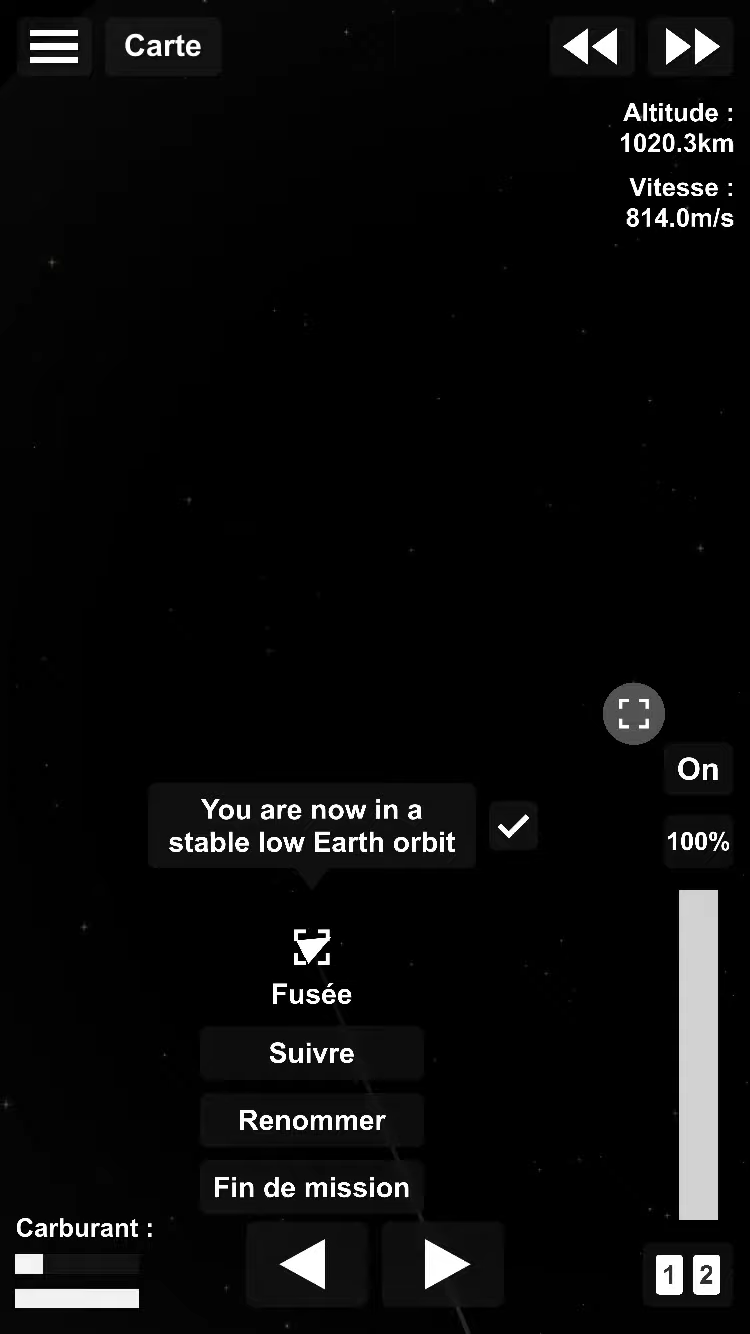 Carte
Altitude :
1020.3km
Vitesse :
814.0m/s
On
You are now in a
stable low Earth orbit
100%
Fusée
Suivre
Renommer
Fin de mission
Carburant :
1 2